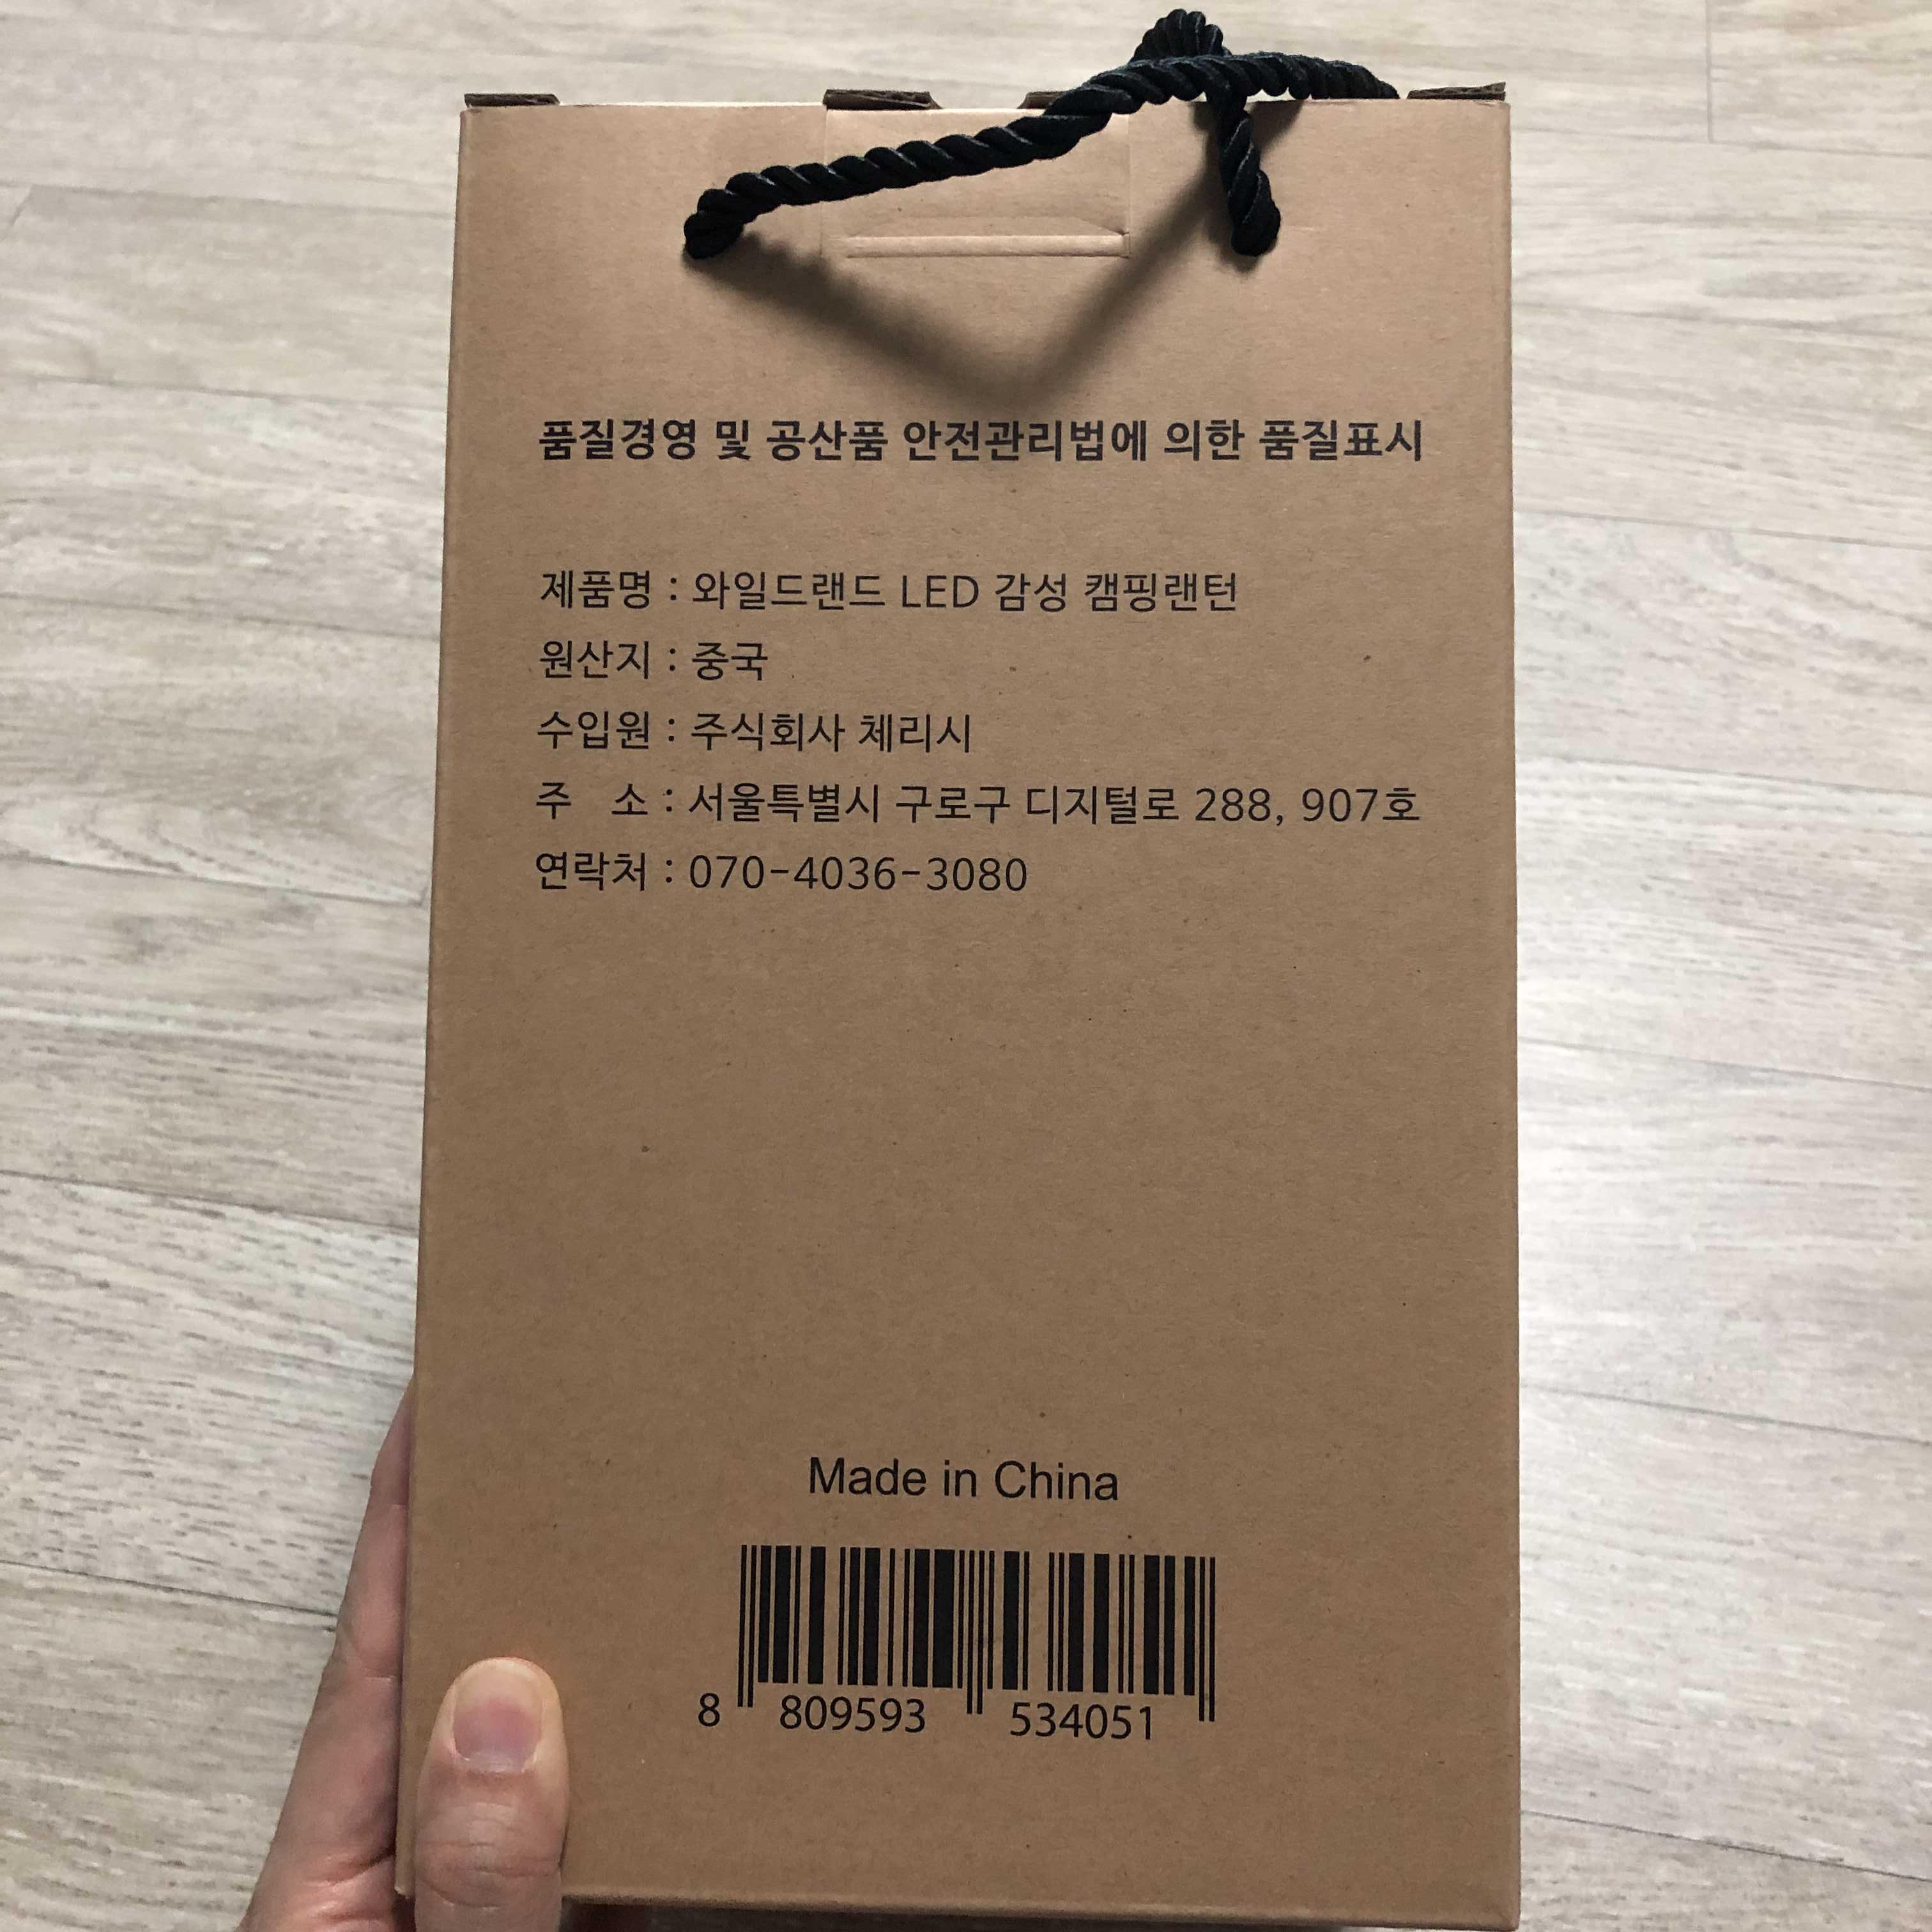 품질경영 및 공산품 안전관리법에 의한 품질표시
제품명 : 와일드랜드 LED 감성 캠핑랜턴
원산지 : 중국
수입원 : 주식회사 체리시
주 소 : 서울특별시 구로구 디지털로 288, 907호
연락처 : 070-4036-3080
Made in China
8 809593 534051